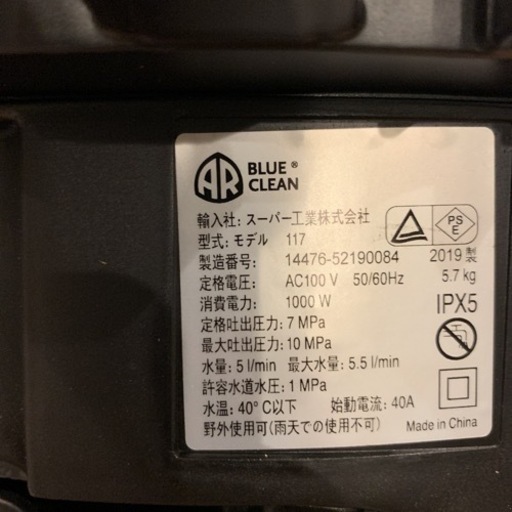 AR BLUE ® CLEAN
輸入社: スーパー工業株式会社
型式: モデル 117
製造番号: 14476-52190084 2019 製
定格電圧: AC100 V 50/60Hz 5.7 kg
消費電力: 1000 W IPX5
定格吐出圧力: 7 MPa
最大吐出圧力: 10 MPa
水量: 5 l/min 最大水量: 5.5 l/min
許容水道水圧: 1 MPa
水温: 40° C以下 始動電流: 40A
野外使用可(雨天での使用不可) Made in China
PS E